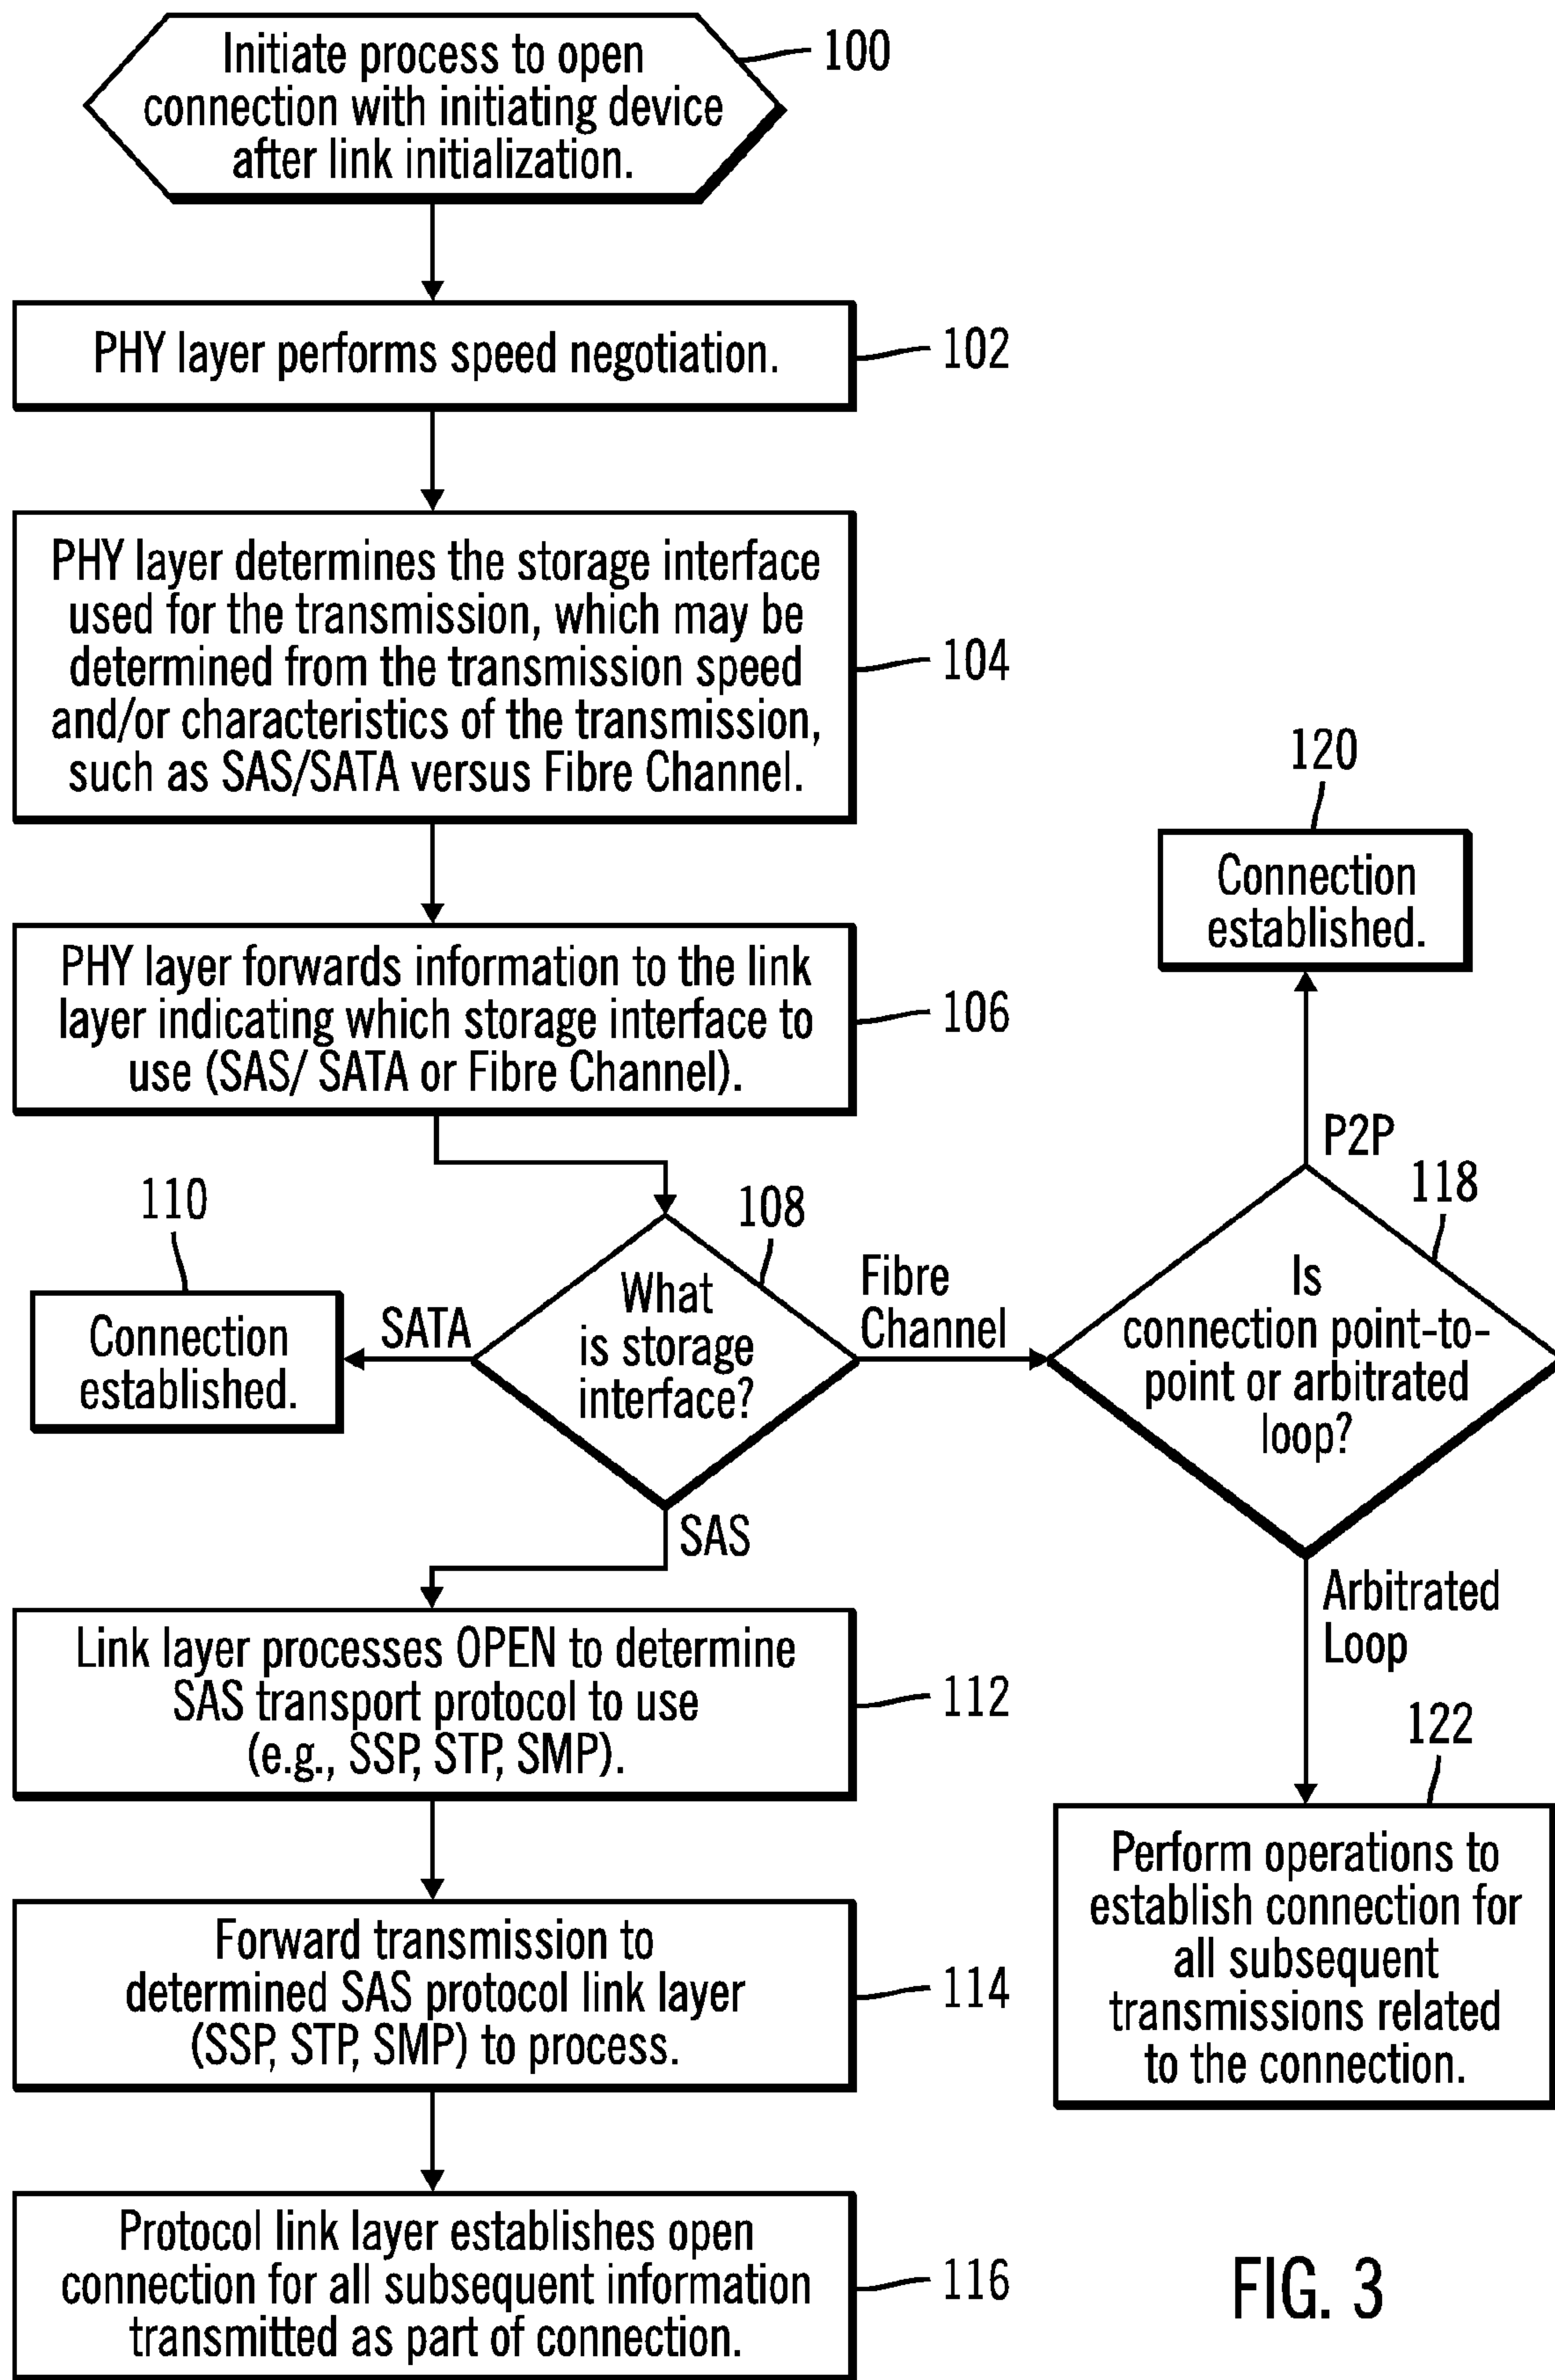 Initiate process to open
connection with initiating device
after link initialization.
100
PHY layer performs speed negotiation.
102
PHY layer determines the storage interface
used for the transmission, which may be
determined from the transmission speed
and/or characteristics of the transmission,
such as SAS/SATA versus Fibre Channel.
104
PHY layer forwards information to the link
layer indicating which storage interface to
use (SAS/ SATA or Fibre Channel).
106
108
What
is storage
interface?
SATA
110
Connection
established.
Fibre
Channel
118
Is
connection point-to-
point or arbitrated
loop?
P2P
120
Connection
established.
Arbitrated
Loop
122
Perform operations to
establish connection for
all subsequent
transmissions related
to the connection.
SAS
Link layer processes OPEN to determine
SAS transport protocol to use
(e.g., SSP, STP, SMP).
112
Forward transmission to
determined SAS protocol link layer
(SSP, STP, SMP) to process.
114
Protocol link layer establishes open
connection for all subsequent information
transmitted as part of connection.
116
FIG. 3